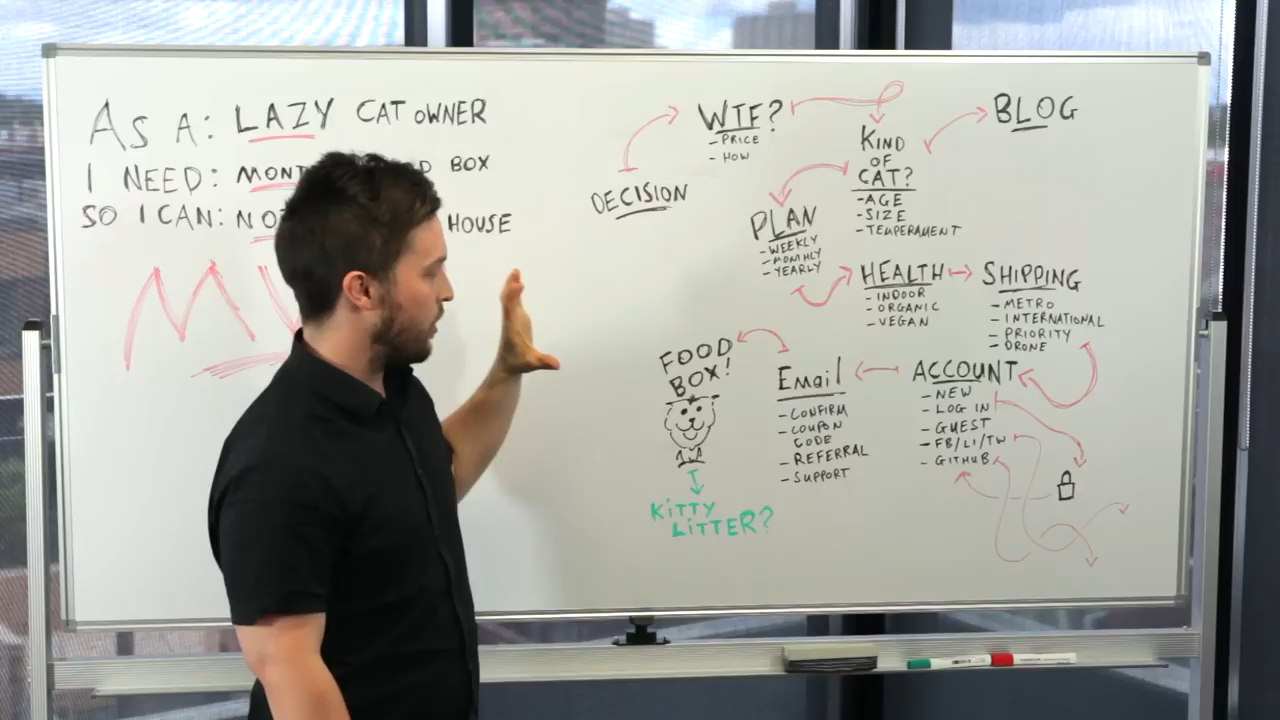 AS A: LAZY CAT OWNER
I NEED: MONT BOX
SO I CAN: HOUSE
DECISION
WTF?
- PRICE
- HOW
KIND
OF
CAT?
- AGE
- SIZE
- TEMPERAMENT
BLOG
PLAN
- WEEKLY
- MONTHLY
- YEARLY
HEALTH
- INDOOR
- ORGANIC
- VEGAN
SHIPPING
- METRO
- INTERNATIONAL
- PRIORITY
- DRONE
ACCOUNT
- NEW
- LOG IN
- GUEST
- FB/LI/TW
- GITHUB
Email
- CONFIRM
- COUPON
CODE
- REFERRAL
- SUPPORT
FOOD
BOX!
KITTY
LITTER?